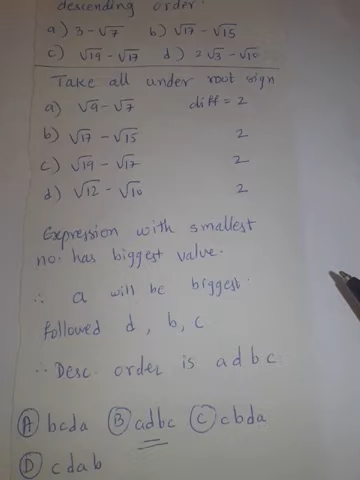 descending order.
a) 3-√7 b) √17-√15
c) √19-√17 d) 2√3-√10
Take all under root sign
a) √9-√7 diff = 2
b) √17-√15 2
c) √19-√17 2
d) √12-√10 2
Expression with smallest
no. has biggest value.
∴ a will be biggest.
followed d, b, c
∴ Desc. order is adbc.
Ⓐ bcda Ⓑ adbc Ⓒ cbda
Ⓓ cdab